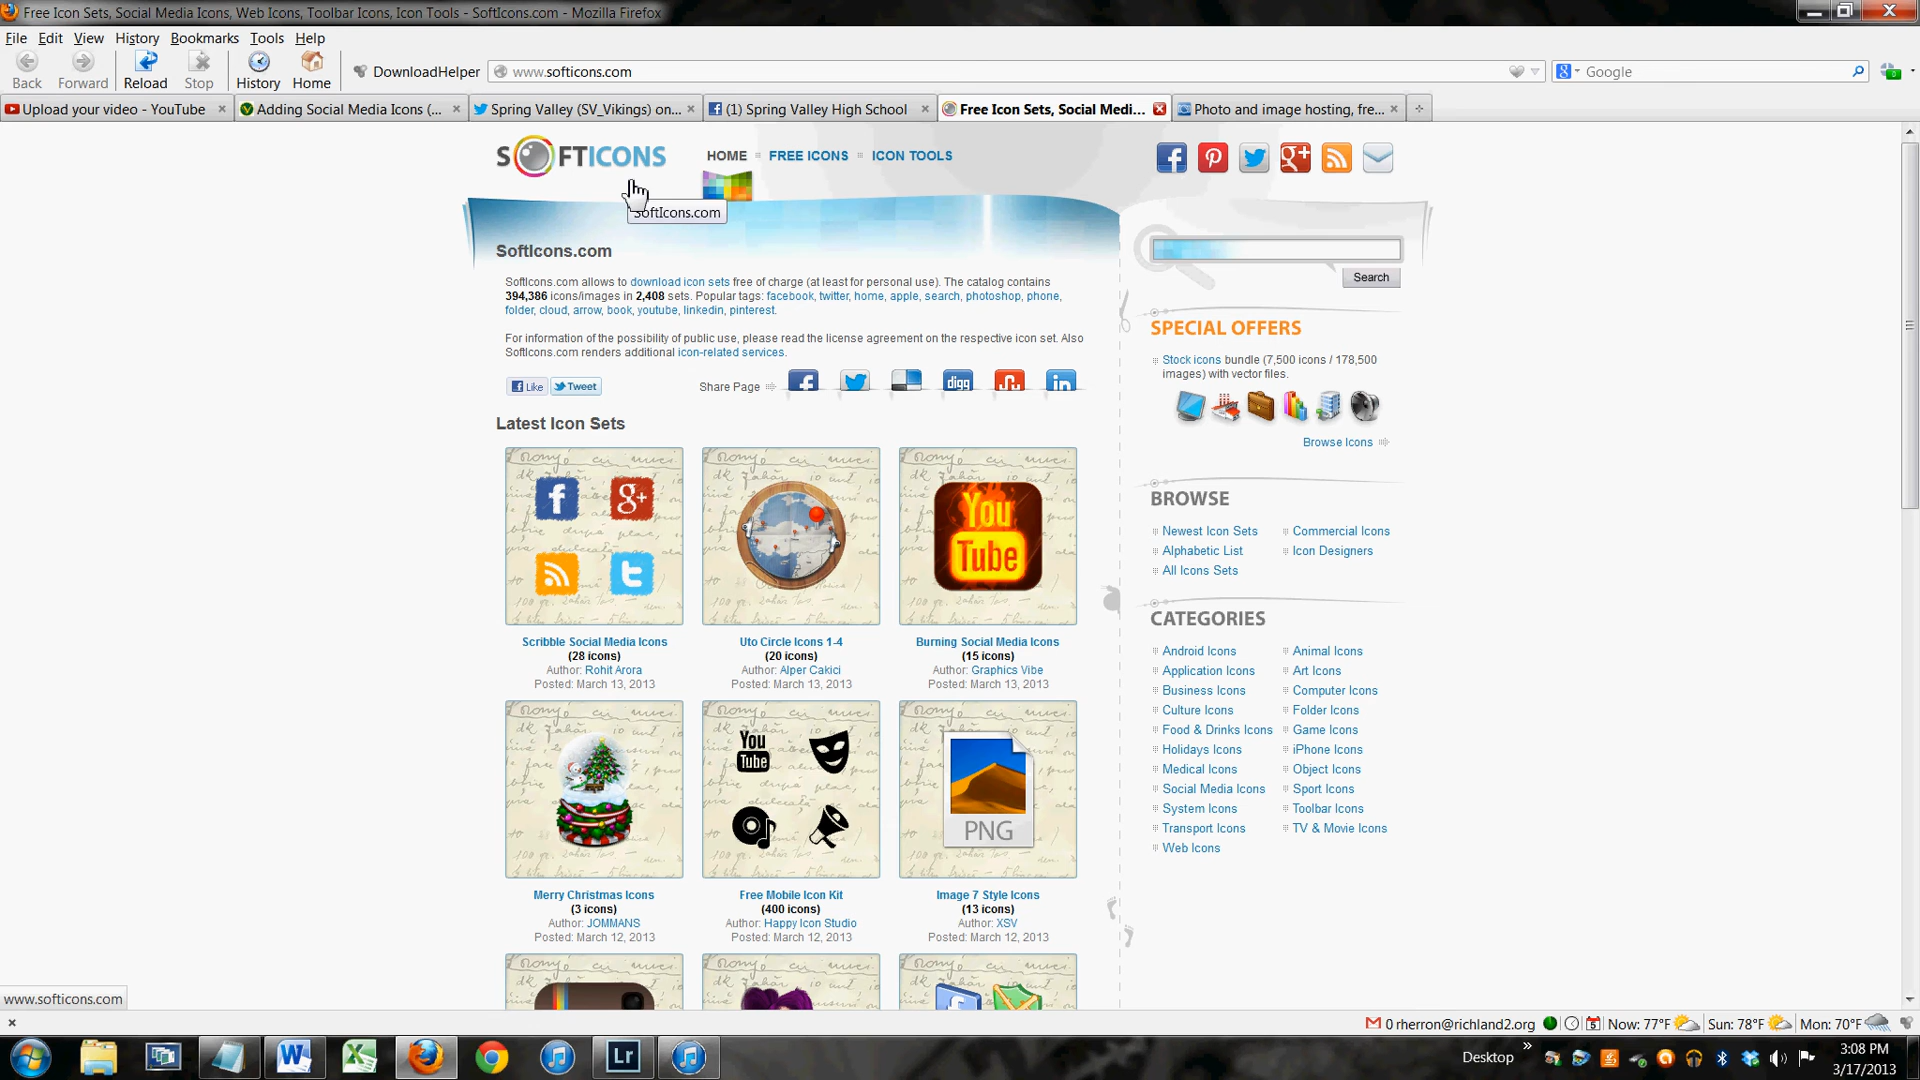 Free Icon Sets, Social Media Icons, Web Icons, Toolbar Icons, Icon Tools - SoftIcons.com - Mozilla Firefox
File Edit View History Bookmarks Tools Help
Back Forward Reload Stop History Home DownloadHelper www.softicons.com Google
Upload your video - YouTube Adding Social Media Icons (... Spring Valley (SV_Vikings) on... (1) Spring Valley High School Free Icon Sets, Social Medi... Photo and image hosting, fre...
SOFTICONS HOME FREE ICONS ICON TOOLS
SoftIcons.com
SoftIcons.com
SoftIcons.com allows to download icon sets free of charge (at least for personal use). The catalog contains
394,386 icons/images in 2,408 sets. Popular tags: facebook, twitter, home, apple, search, photoshop, phone,
folder, cloud, arrow, book, youtube, linkedin, pinterest.
For information of the possibility of public use, please read the license agreement on the respective icon set. Also
SoftIcons.com renders additional icon-related services.
Like Tweet Share Page digg in
Latest Icon Sets
You
Tube
Scribble Social Media Icons
(28 icons)
Author: Rohit Arora
Posted: March 13, 2013
Uto Circle Icons 1-4
(20 icons)
Author: Alper Cakici
Posted: March 13, 2013
Burning Social Media Icons
(15 icons)
Author: Graphics Vibe
Posted: March 13, 2013
You
Tube
PNG
Merry Christmas Icons
(3 icons)
Author: JOMMANS
Posted: March 12, 2013
Free Mobile Icon Kit
(400 icons)
Author: Happy Icon Studio
Posted: March 12, 2013
Image 7 Style Icons
(13 icons)
Author: XSV
Posted: March 12, 2013
Search
SPECIAL OFFERS
Stock icons bundle (7,500 icons / 178,500
images) with vector files.
Browse Icons
BROWSE
Newest Icon Sets Commercial Icons
Alphabetic List Icon Designers
All Icons Sets
CATEGORIES
Android Icons Animal Icons
Application Icons Art Icons
Business Icons Computer Icons
Culture Icons Folder Icons
Food & Drinks Icons Game Icons
Holidays Icons iPhone Icons
Medical Icons Object Icons
Social Media Icons Sport Icons
System Icons Toolbar Icons
Transport Icons TV & Movie Icons
Web Icons
www.softicons.com
0 rherron@richland2.org Now: 77°F Sun: 78°F Mon: 70°F
Lr Desktop 3:08 PM
3/17/2013